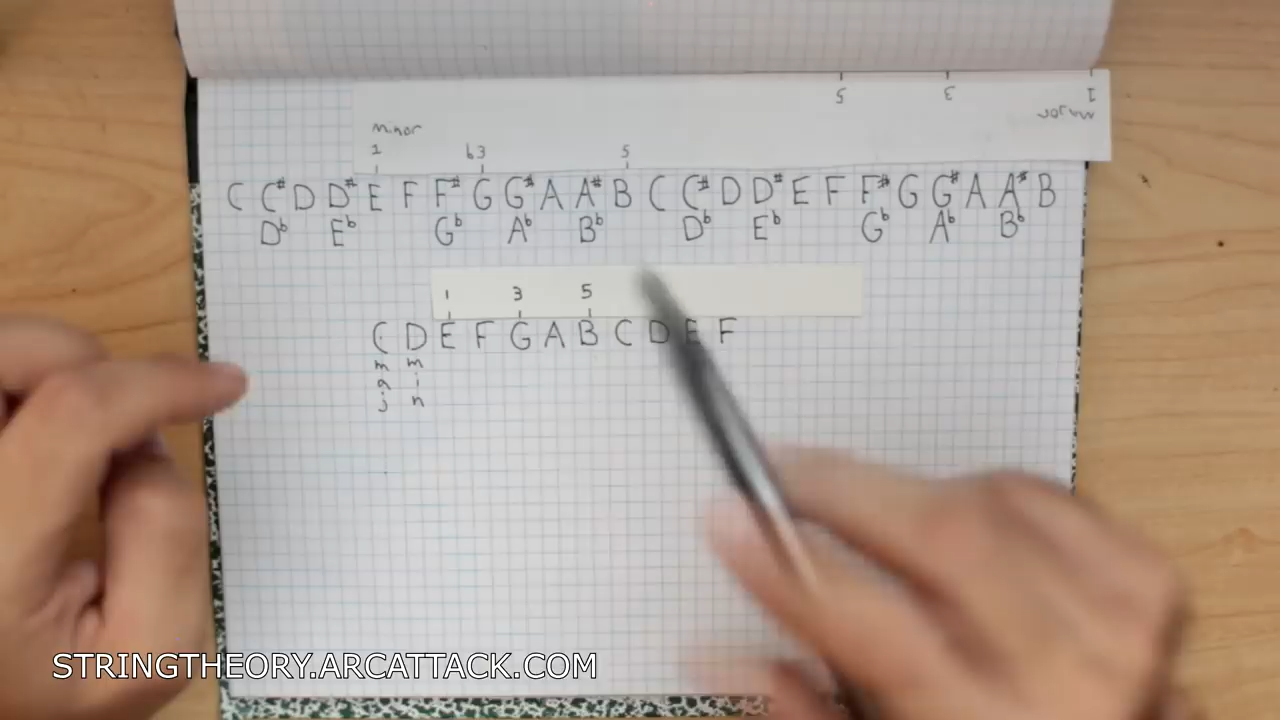 5 3 1
Major
Minor
1 b3 5
C C# D D# E F F# G G# A A# B C C# D D# E F F# G G# A A# B
Db Eb Gb Ab Bb Db Eb Gb Ab Bb
1 3 5
C D E F G A B C D E F
m m
a i
j n
STRINGTHEORY.ARCATTACK.COM